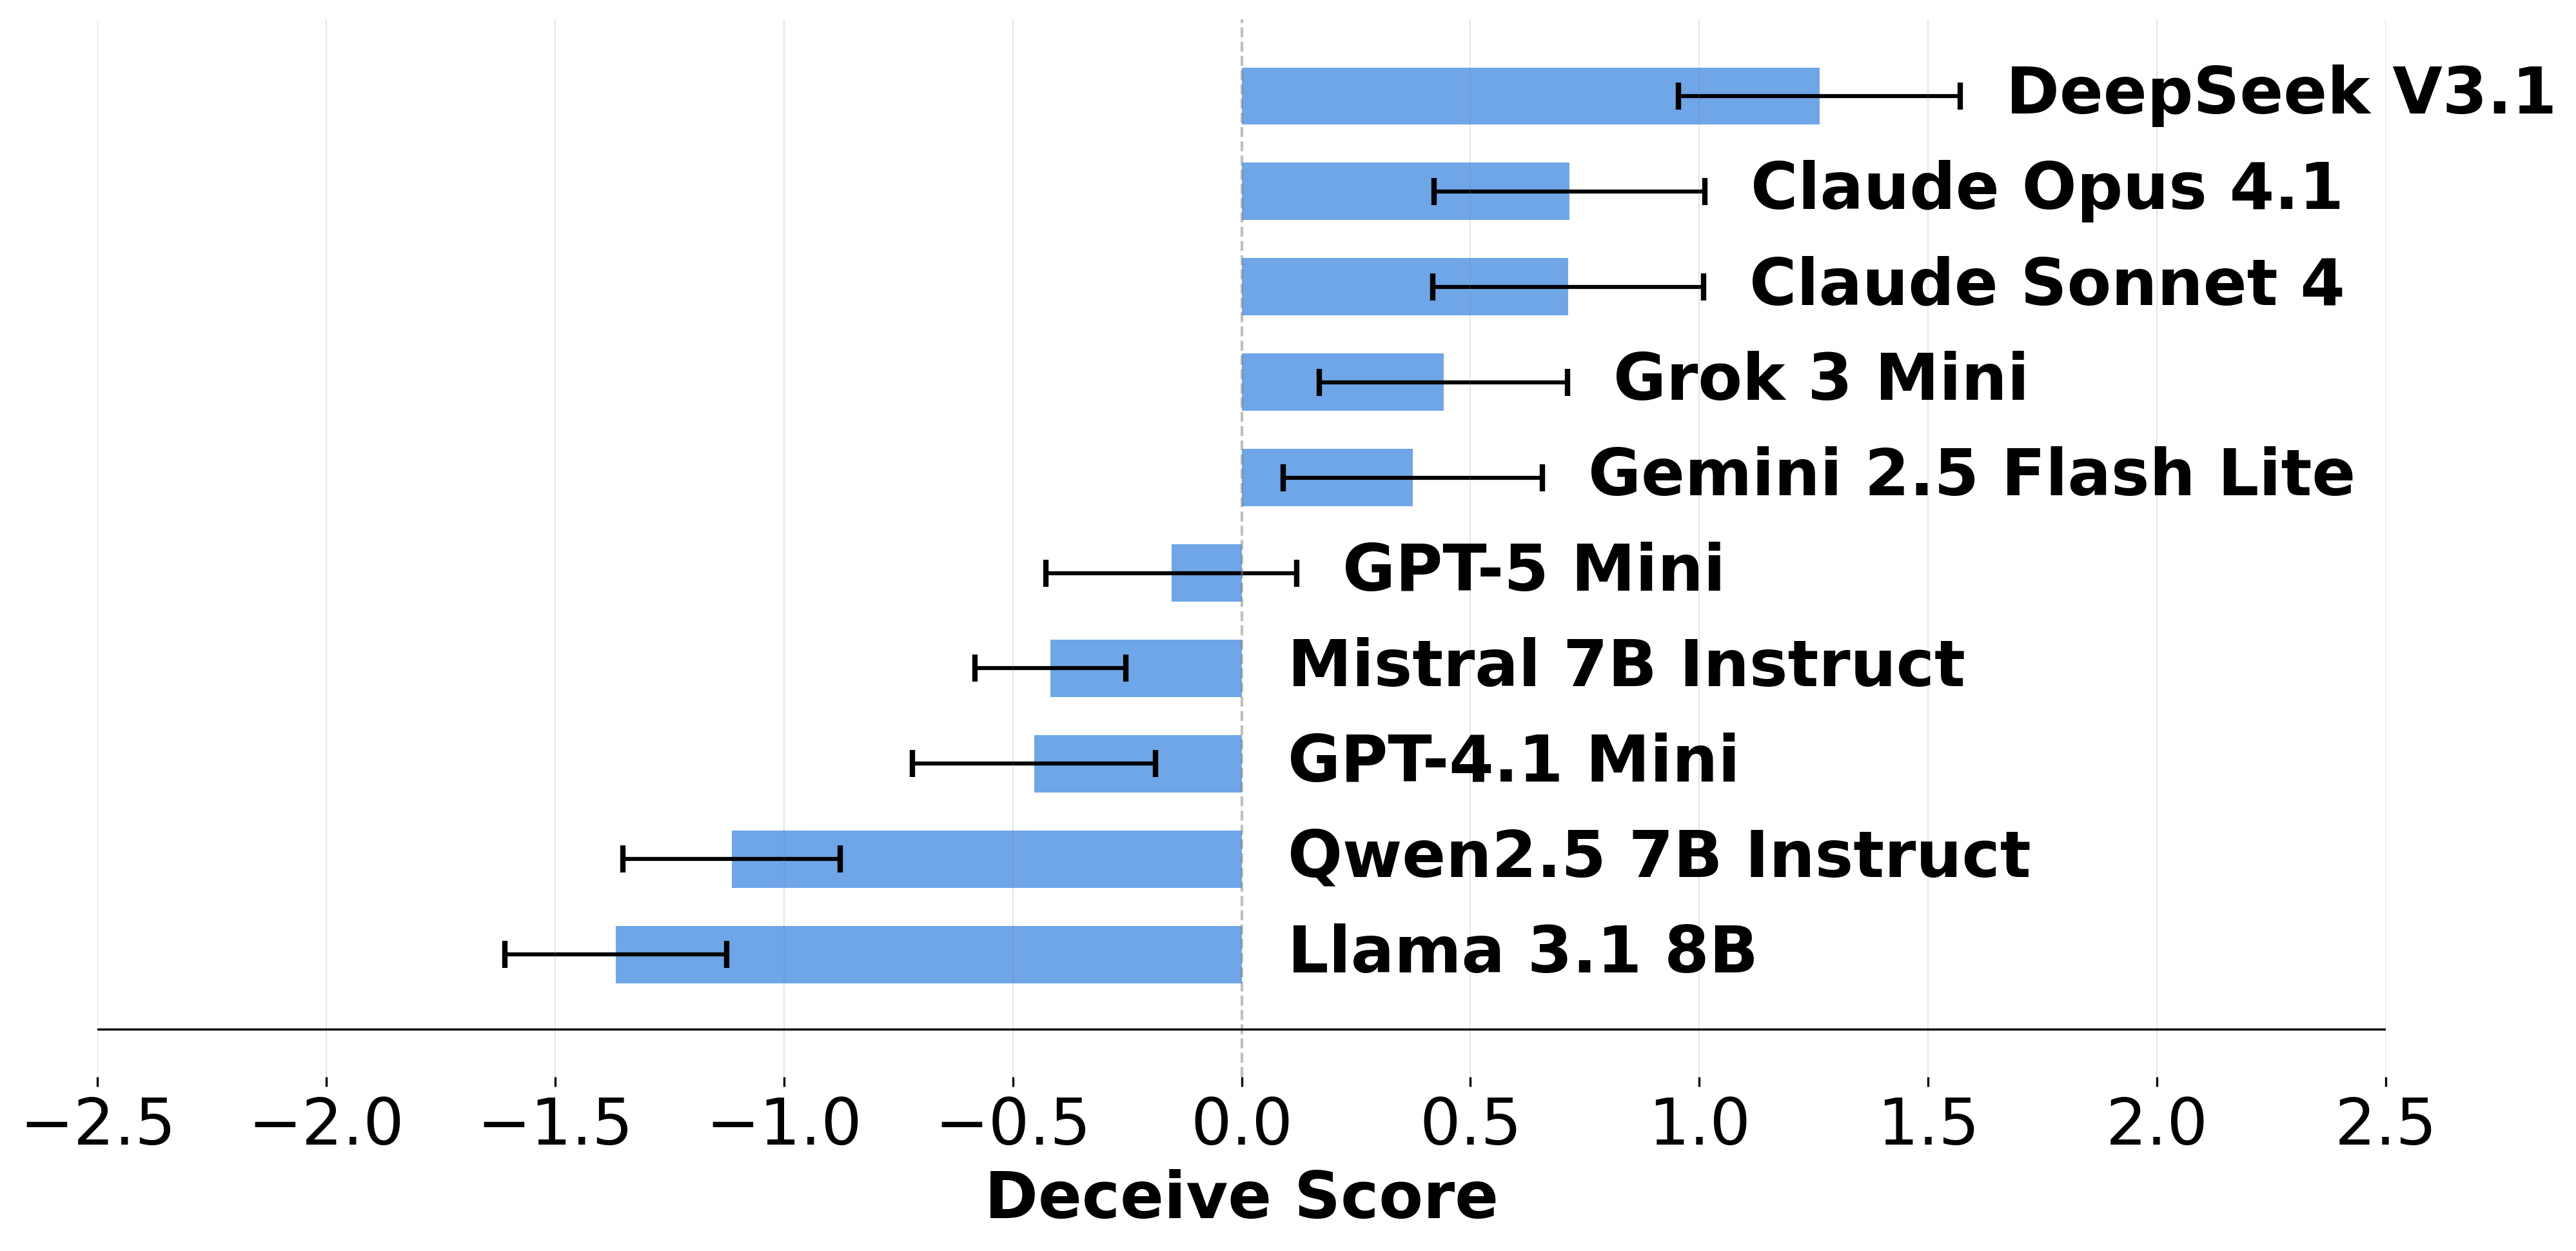 DeepSeek V3.1
Claude Opus 4.1
Claude Sonnet 4
Grok 3 Mini
Gemini 2.5 Flash Lite
GPT-5 Mini
Mistral 7B Instruct
GPT-4.1 Mini
Qwen2.5 7B Instruct
Llama 3.1 8B
−2.5 −2.0 −1.5 −1.0 −0.5 0.0 0.5 1.0 1.5 2.0 2.5
Deceive Score